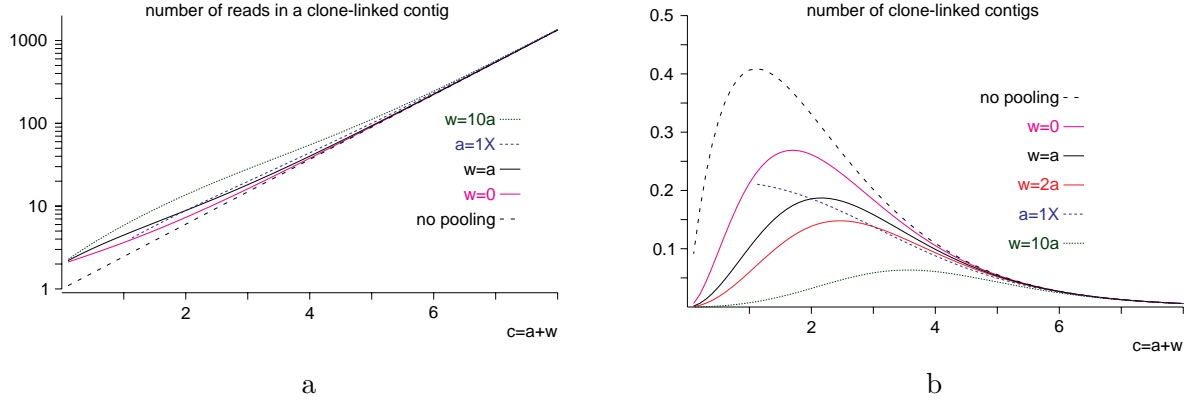 number of reads in a clone-linked contig
1000
100
10
1
w=10a
a=1X
w=a
w=0
no pooling
2
4
6
c=a+w
a
number of clone-linked contigs
0.5
0.4
0.3
0.2
0.1
no pooling
w=0
w=a
w=2a
a=1X
w=10a
2
4
6
c=a+w
b